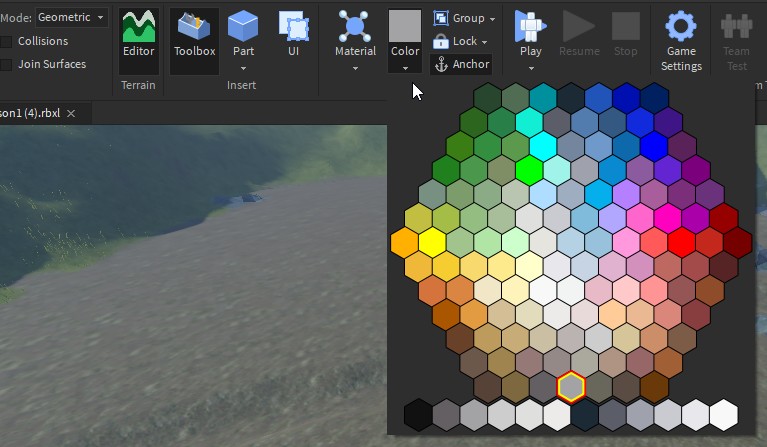 Mode: Geometric
Collisions
Join Surfaces
Editor
Terrain
Toolbox
Part
UI
Insert
Material
Color
Group
Lock
Anchor
Play
Resume
Stop
Game
Settings
Team
Test
son1 (4).rbxl